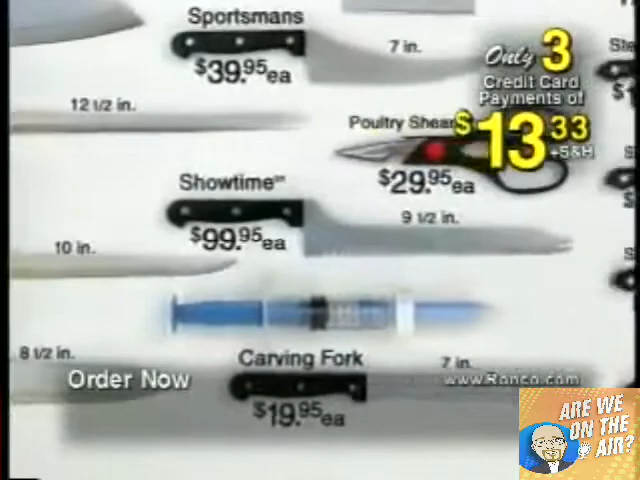 Sportsmans
7 in.
$39.95ea
Only 3
Credit Card
Payments of
$13.33
+S&H
12 1/2 in.
Poultry Shear
$29.95ea
Showtime℠
9 1/2 in.
$99.95ea
10 in.
8 1/2 in.
Carving Fork
7 in.
Order Now
www.Ronco.com
$19.95ea
ARE WE
ON THE
AIR?